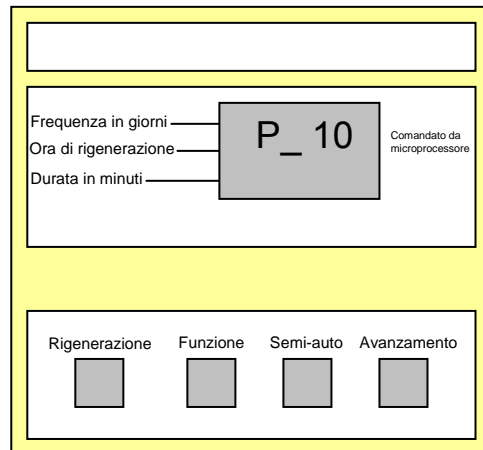 Frequenza in giorni
Ora di rigenerazione
Durata in minuti
P_ 10
Comandato da
microprocessore
Rigenerazione Funzione Semi-auto Avanzamento